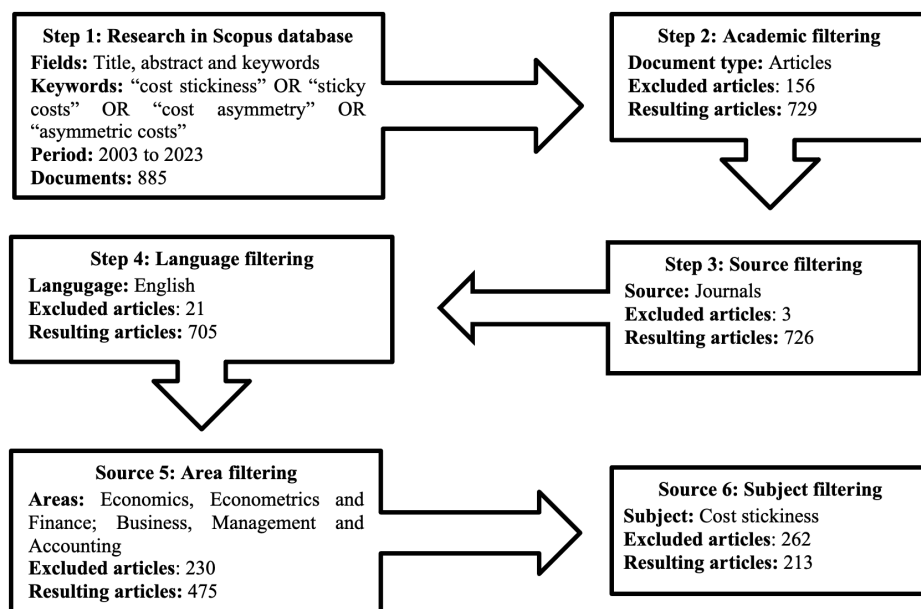 Step 1: Research in Scopus database
Fields: Title, abstract and keywords
Keywords: “cost stickiness” OR “sticky
costs” OR “cost asymmetry” OR
“asymmetric costs”
Period: 2003 to 2023
Documents: 885
Step 2: Academic filtering
Document type: Articles
Excluded articles: 156
Resulting articles: 729
Step 3: Source filtering
Source: Journals
Excluded articles: 3
Resulting articles: 726
Step 4: Language filtering
Langugage: English
Excluded articles: 21
Resulting articles: 705
Source 5: Area filtering
Areas: Economics, Econometrics and
Finance; Business, Management and
Accounting
Excluded articles: 230
Resulting articles: 475
Source 6: Subject filtering
Subject: Cost stickiness
Excluded articles: 262
Resulting articles: 213